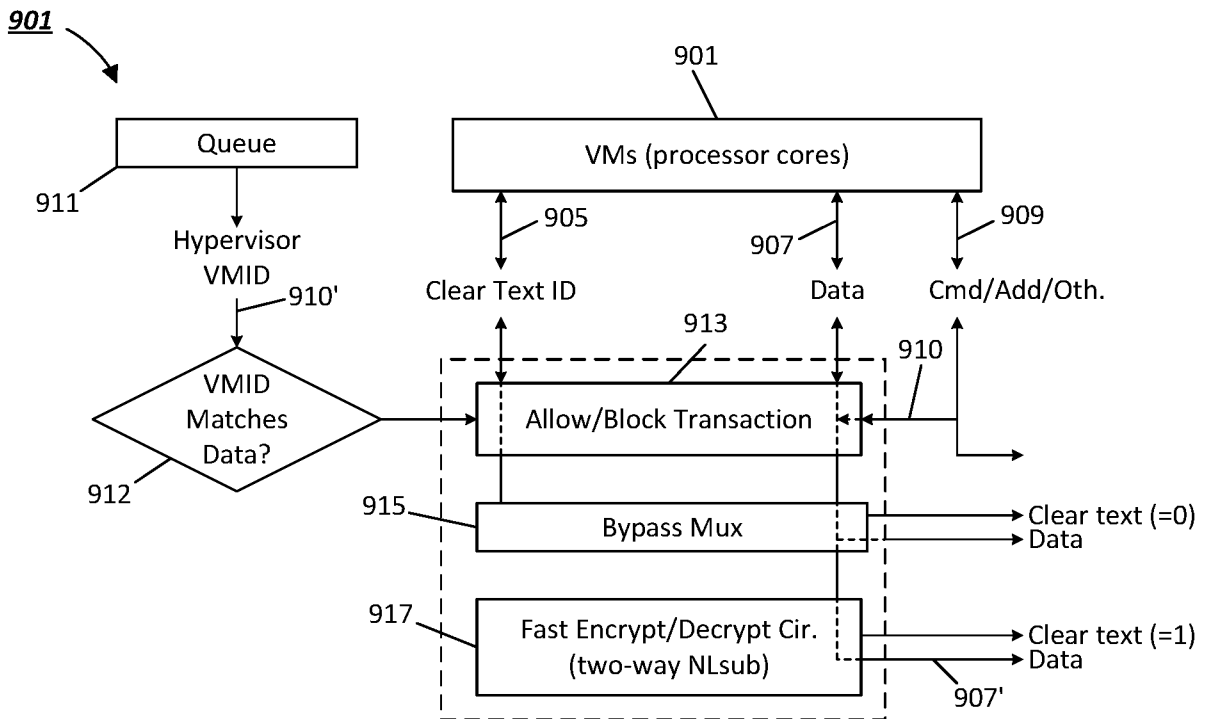 901
901
Queue
VMs (processor cores)
911
905
907
909
Hypervisor
VMID
910'
Clear Text ID
Data
Cmd/Add/Oth.
913
910
VMID
Matches
Data?
Allow/Block Transaction
912
915
Bypass Mux
Clear text (=0)
Data
917
Fast Encrypt/Decrypt Cir.
(two-way NLsub)
Clear text (=1)
Data
907'